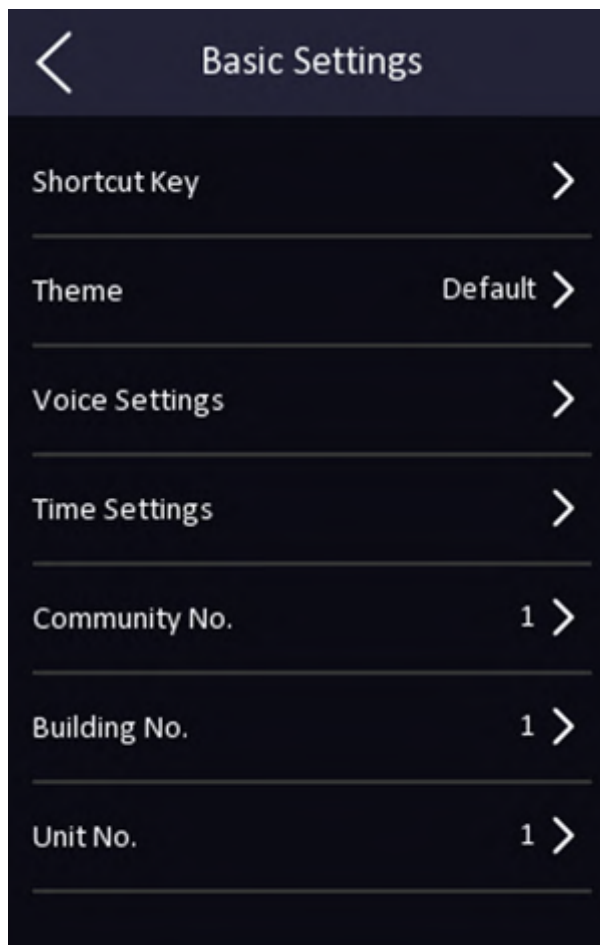 Basic Settings
Shortcut Key
Theme Default
Voice Settings
Time Settings
Community No. 1
Building No. 1
Unit No. 1